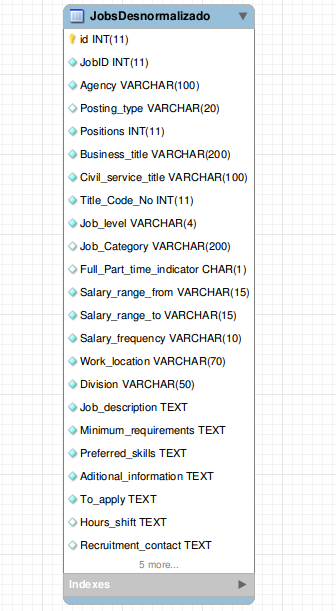 JobsDesnormalizado
id INT(11)
JobID INT(11)
Agency VARCHAR(100)
Posting_type VARCHAR(20)
Positions INT(11)
Business_title VARCHAR(200)
Civil_service_title VARCHAR(100)
Title_Code_No INT(11)
Job_level VARCHAR(4)
Job_Category VARCHAR(200)
Full_Part_time_indicator CHAR(1)
Salary_range_from VARCHAR(15)
Salary_range_to VARCHAR(15)
Salary_frequency VARCHAR(10)
Work_location VARCHAR(70)
Division VARCHAR(50)
Job_description TEXT
Minimum_requirements TEXT
Preferred_skills TEXT
Aditional_information TEXT
To_apply TEXT
Hours_shift TEXT
Recruitment_contact TEXT
5 more...
Indexes